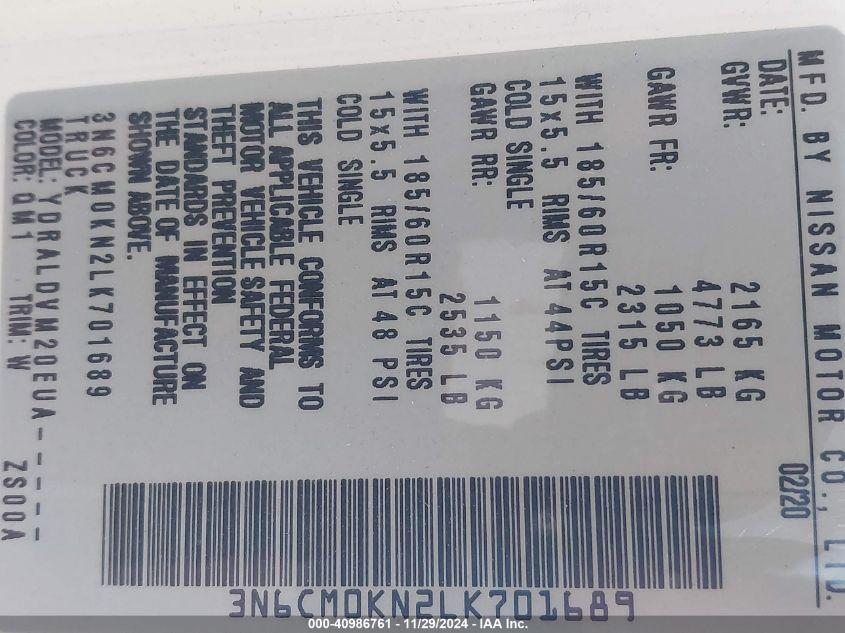 MFD. BY NISSAN MOTOR CO., LTD.
DATE: 02/20
GVWR: 2165 KG
4773 LB
GAWR FR: 1050 KG
2315 LB
WITH 185/60R15C TIRES
15x5.5 RIMS AT 44PSI
COLD SINGLE
GAWR RR: 1150 KG
2535 LB
WITH 185/60R15C TIRES
15x5.5 RIMS AT 48 PSI
COLD SINGLE
THIS VEHICLE CONFORMS TO
ALL APPLICABLE FEDERAL
MOTOR VEHICLE SAFETY AND
THEFT PREVENTION
STANDARDS IN EFFECT ON
THE DATE OF MANUFACTURE
SHOWN ABOVE.
3N6CM0KN2LK701689
TRUCK
MODEL: YDRALDVM20EUA-----
COLOR: QM1 TRIM: W ZS00A
3N6CM0KN2LK701689
000-40986761 - 11/29/2024 - IAA Inc.